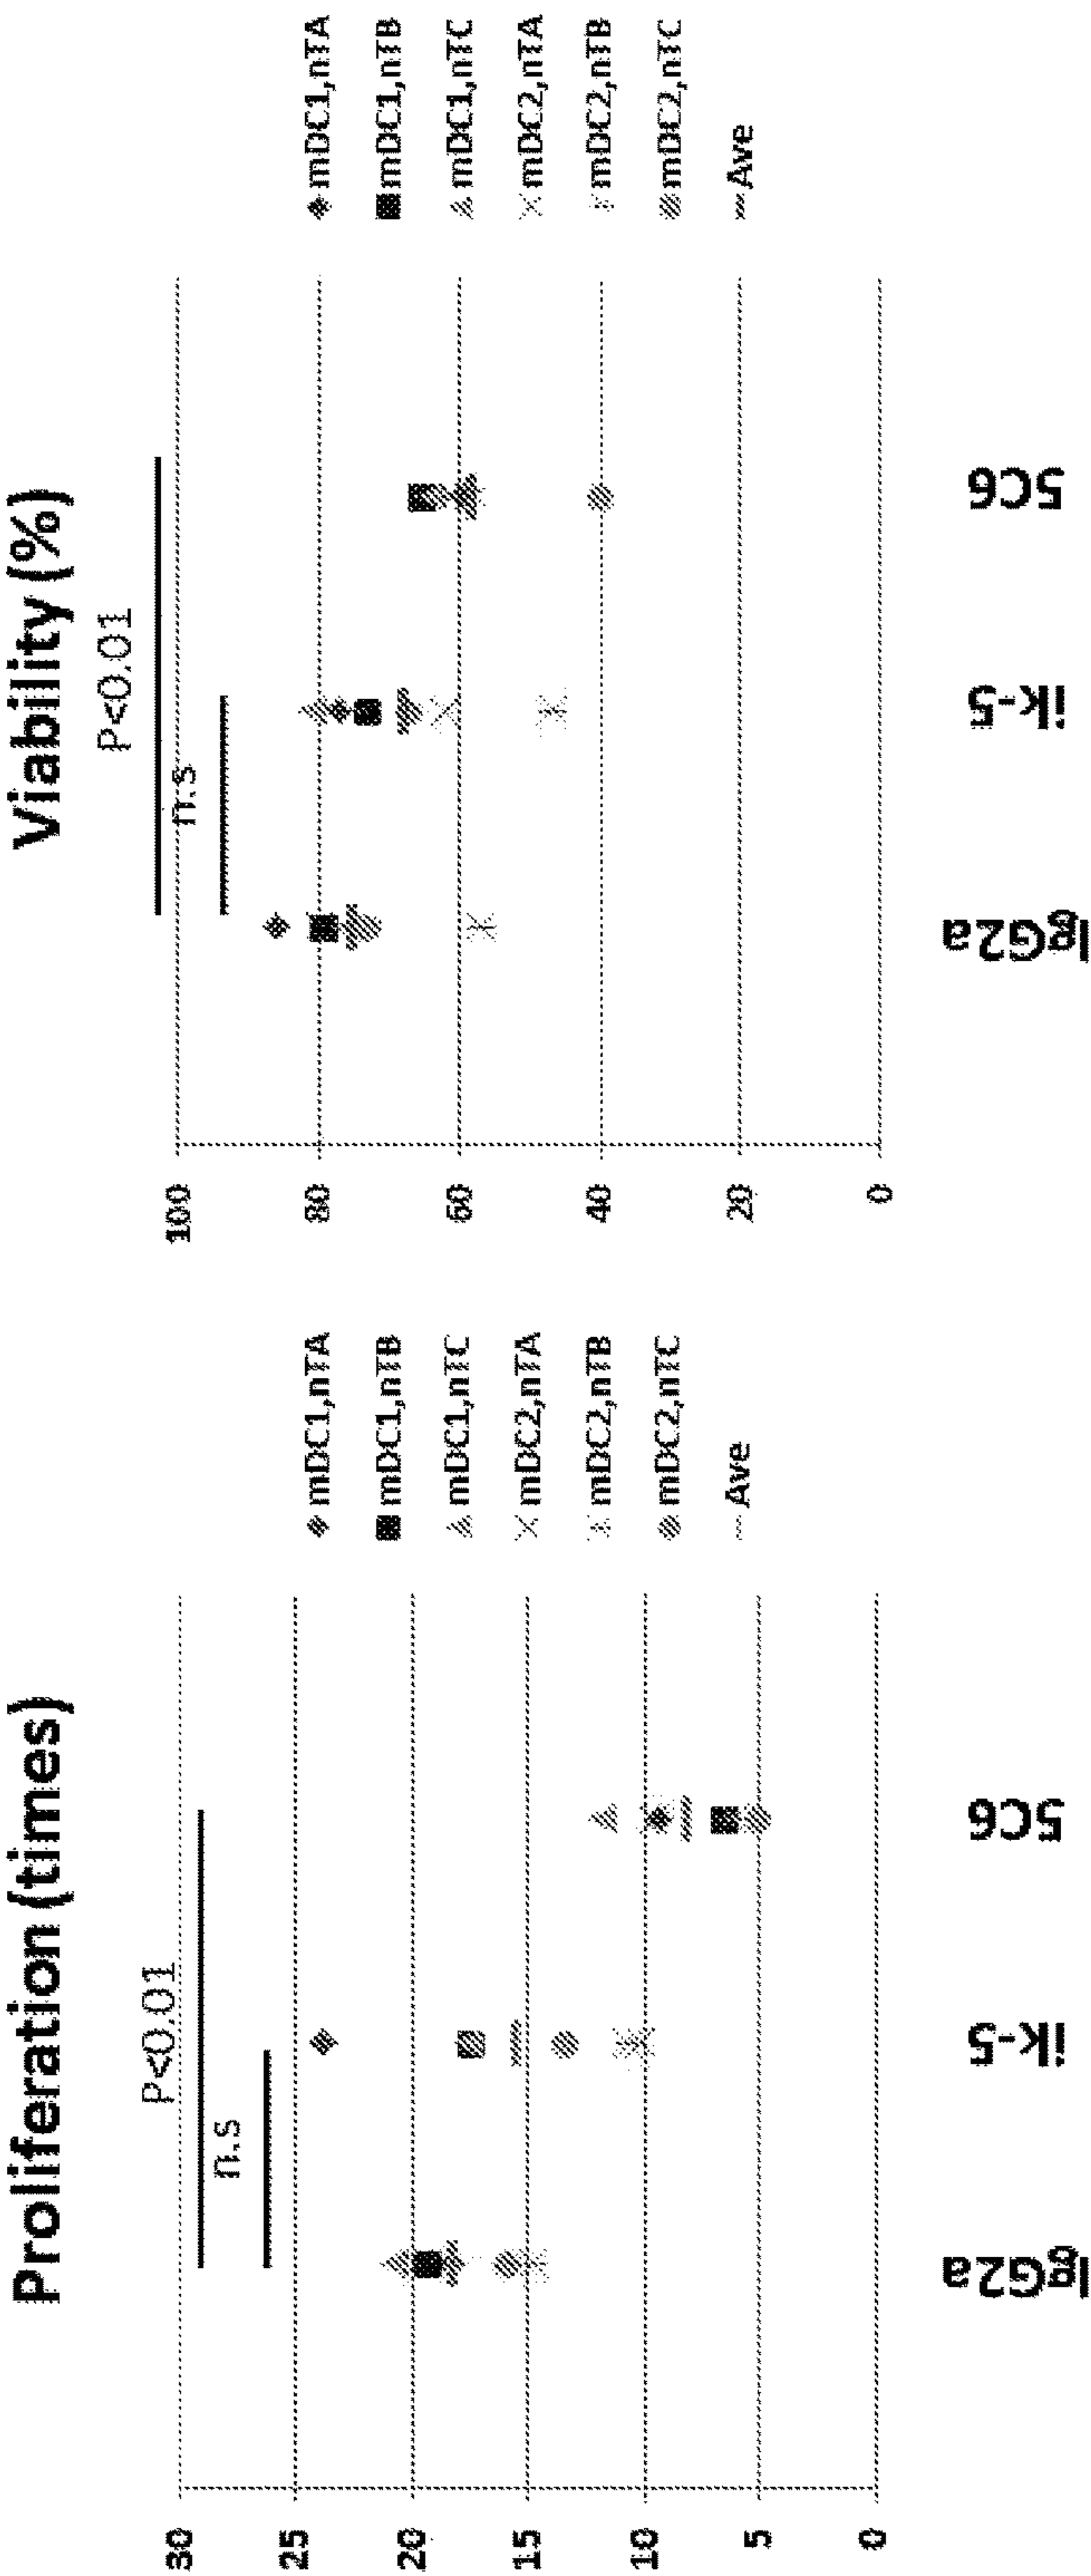 Proliferation (times)
P<0.01
n.s
30
25
20
15
10
5
0
IgG2a
iK-5
5C6
mDC1,nTA
mDC1,nTB
mDC1,nTC
mDC2,nTA
mDC2,nTB
mDC2,nTC
Ave
Viability (%)
P<0.01
n.s
100
80
60
40
20
0
IgG2a
iK-5
5C6
mDC1,nTA
mDC1,nTB
mDC1,nTC
mDC2,nTA
mDC2,nTB
mDC2,nTC
Ave